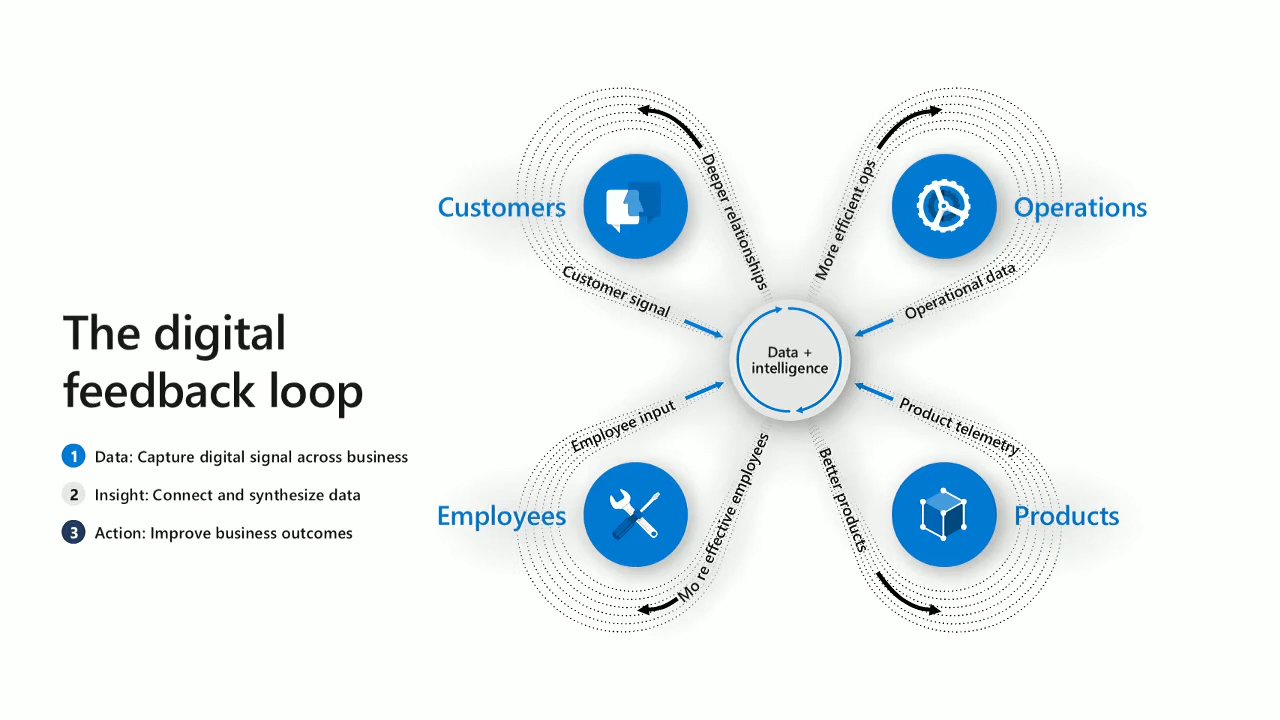 The digital
feedback loop
1 Data: Capture digital signal across business
2 Insight: Connect and synthesize data
3 Action: Improve business outcomes
Customers
Deeper relationships
Customer signal
Operations
More efficient ops
Operational data
Data +
intelligence
Employees
Employee input
Mo re effective employees
Products
Product telemetry
Better products